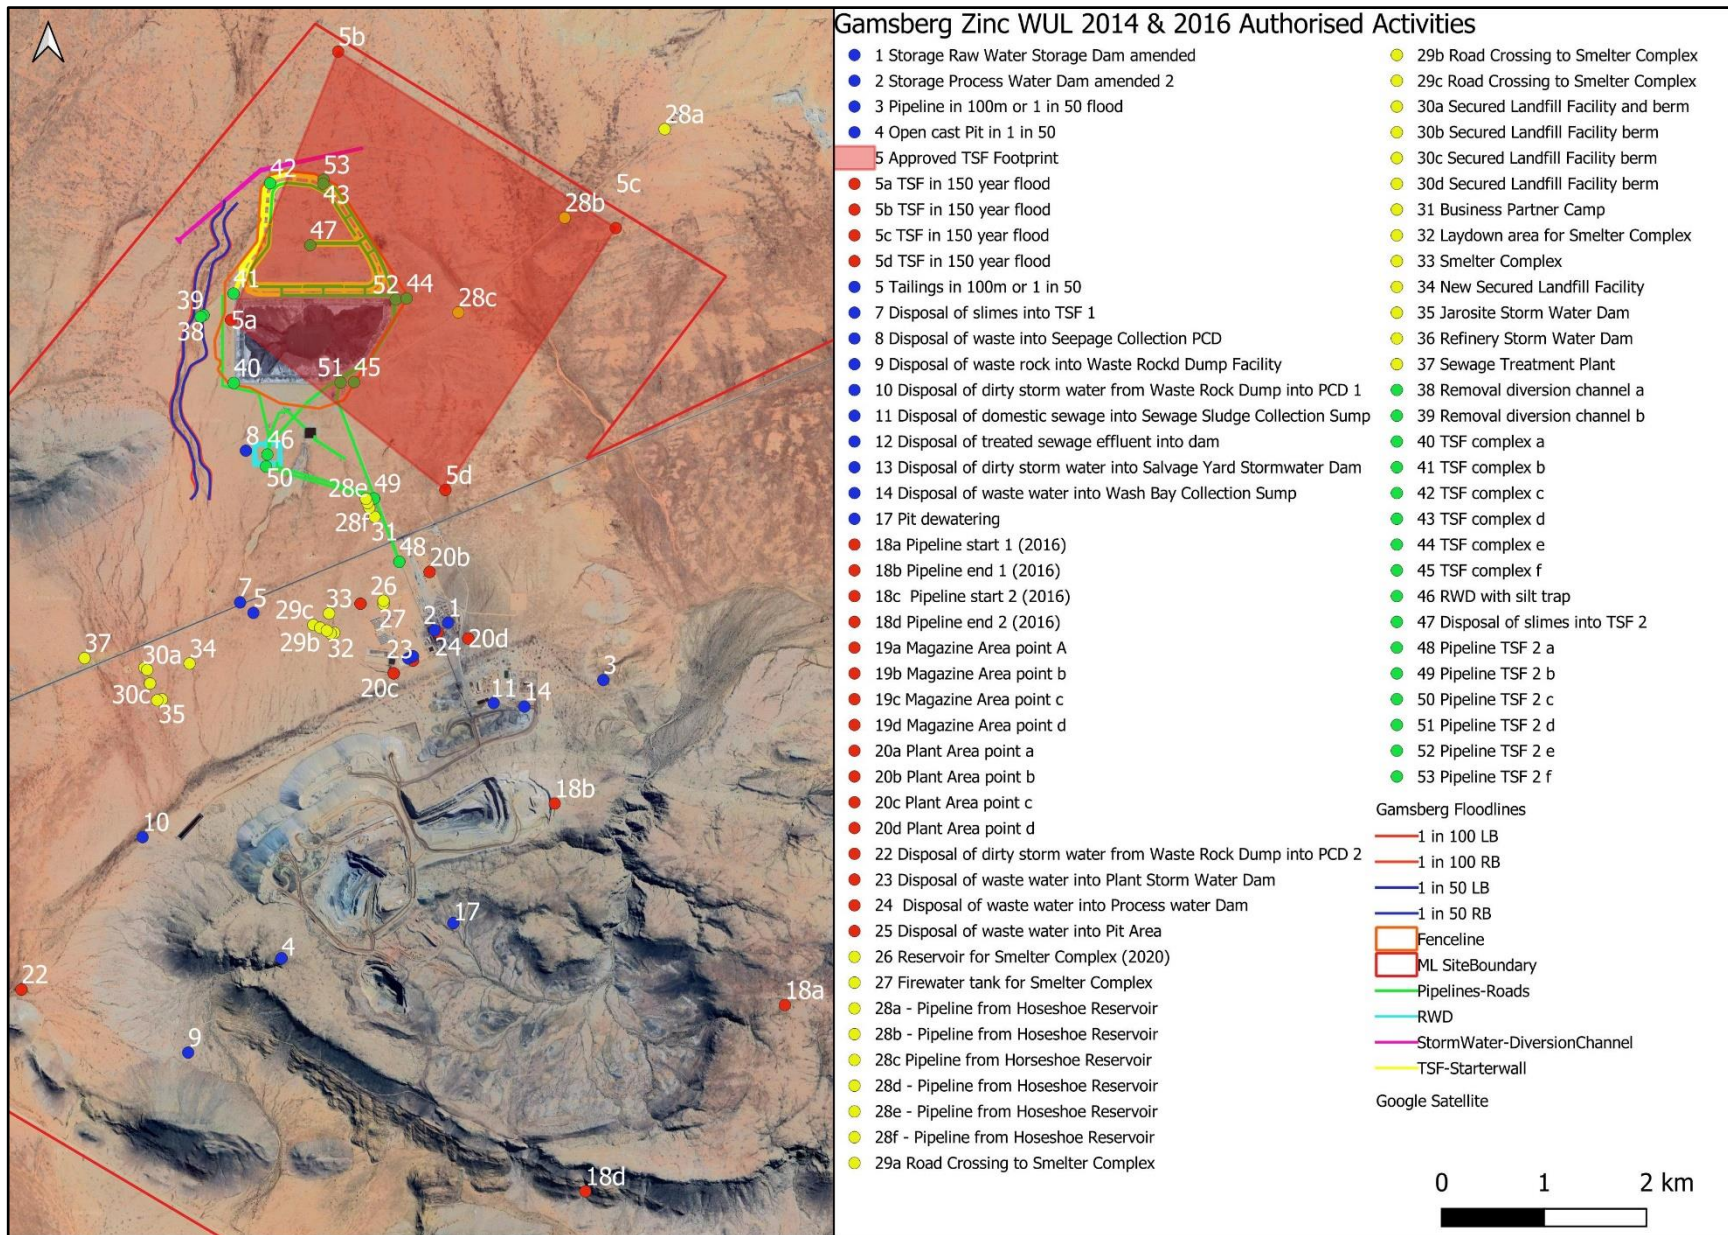 Gamsberg Zinc WUL 2014 & 2016 Authorised Activities
1 Storage Raw Water Storage Dam amended
2 Storage Process Water Dam amended 2
3 Pipeline in 100m or 1 in 50 flood
4 Open cast Pit in 1 in 50
5 Approved TSF Footprint
5a TSF in 150 year flood
5b TSF in 150 year flood
5c TSF in 150 year flood
5d TSF in 150 year flood
5 Tailings in 100m or 1 in 50
7 Disposal of slimes into TSF 1
8 Disposal of waste into Seepage Collection PCD
9 Disposal of waste rock into Waste Rockd Dump Facility
10 Disposal of dirty storm water from Waste Rock Dump into PCD 1
11 Disposal of domestic sewage into Sewage Sludge Collection Sump
12 Disposal of treated sewage effluent into dam
13 Disposal of dirty storm water into Salvage Yard Stormwater Dam
14 Disposal of waste water into Wash Bay Collection Sump
17 Pit dewatering
18a Pipeline start 1 (2016)
18b Pipeline end 1 (2016)
18c Pipeline start 2 (2016)
18d Pipeline end 2 (2016)
19a Magazine Area point A
19b Magazine Area point b
19c Magazine Area point c
19d Magazine Area point d
20a Plant Area point a
20b Plant Area point b
20c Plant Area point c
20d Plant Area point d
22 Disposal of dirty storm water from Waste Rock Dump into PCD 2
23 Disposal of waste water into Plant Storm Water Dam
24 Disposal of waste water into Process water Dam
25 Disposal of waste water into Pit Area
26 Reservoir for Smelter Complex (2020)
27 Firewater tank for Smelter Complex
28a - Pipeline from Hoseshoe Reservoir
28b - Pipeline from Hoseshoe Reservoir
28c Pipeline from Horseshoe Reservoir
28d - Pipeline from Hoseshoe Reservoir
28e - Pipeline from Hoseshoe Reservoir
28f - Pipeline from Hoseshoe Reservoir
29a Road Crossing to Smelter Complex
29b Road Crossing to Smelter Complex
29c Road Crossing to Smelter Complex
30a Secured Landfill Facility and berm
30b Secured Landfill Facility berm
30c Secured Landfill Facility berm
30d Secured Landfill Facility berm
31 Business Partner Camp
32 Laydown area for Smelter Complex
33 Smelter Complex
34 New Secured Landfill Facility
35 Jarosite Storm Water Dam
36 Refinery Storm Water Dam
37 Sewage Treatment Plant
38 Removal diversion channel a
39 Removal diversion channel b
40 TSF complex a
41 TSF complex b
42 TSF complex c
43 TSF complex d
44 TSF complex e
45 TSF complex f
46 RWD with silt trap
47 Disposal of slimes into TSF 2
48 Pipeline TSF 2 a
49 Pipeline TSF 2 b
50 Pipeline TSF 2 c
51 Pipeline TSF 2 d
52 Pipeline TSF 2 e
53 Pipeline TSF 2 f
Gamsberg Floodlines
1 in 100 LB
1 in 100 RB
1 in 50 LB
1 in 50 RB
Fenceline
ML SiteBoundary
Pipelines-Roads
RWD
StormWater-DiversionChannel
TSF-Starterwall
Google Satellite
0 1 2 km
5b
28a
42
53
43
5c
28b
47
41
52
44
28c
39
38
5a
40
51
45
8
46
50
5d
28e
49
28f
31
48
20b
7
5
29c
33
26
27
2
1
29b
32
23
24
20d
37
30a
34
20c
3
30c
35
11
14
18b
10
17
4
22
18a
9
18d